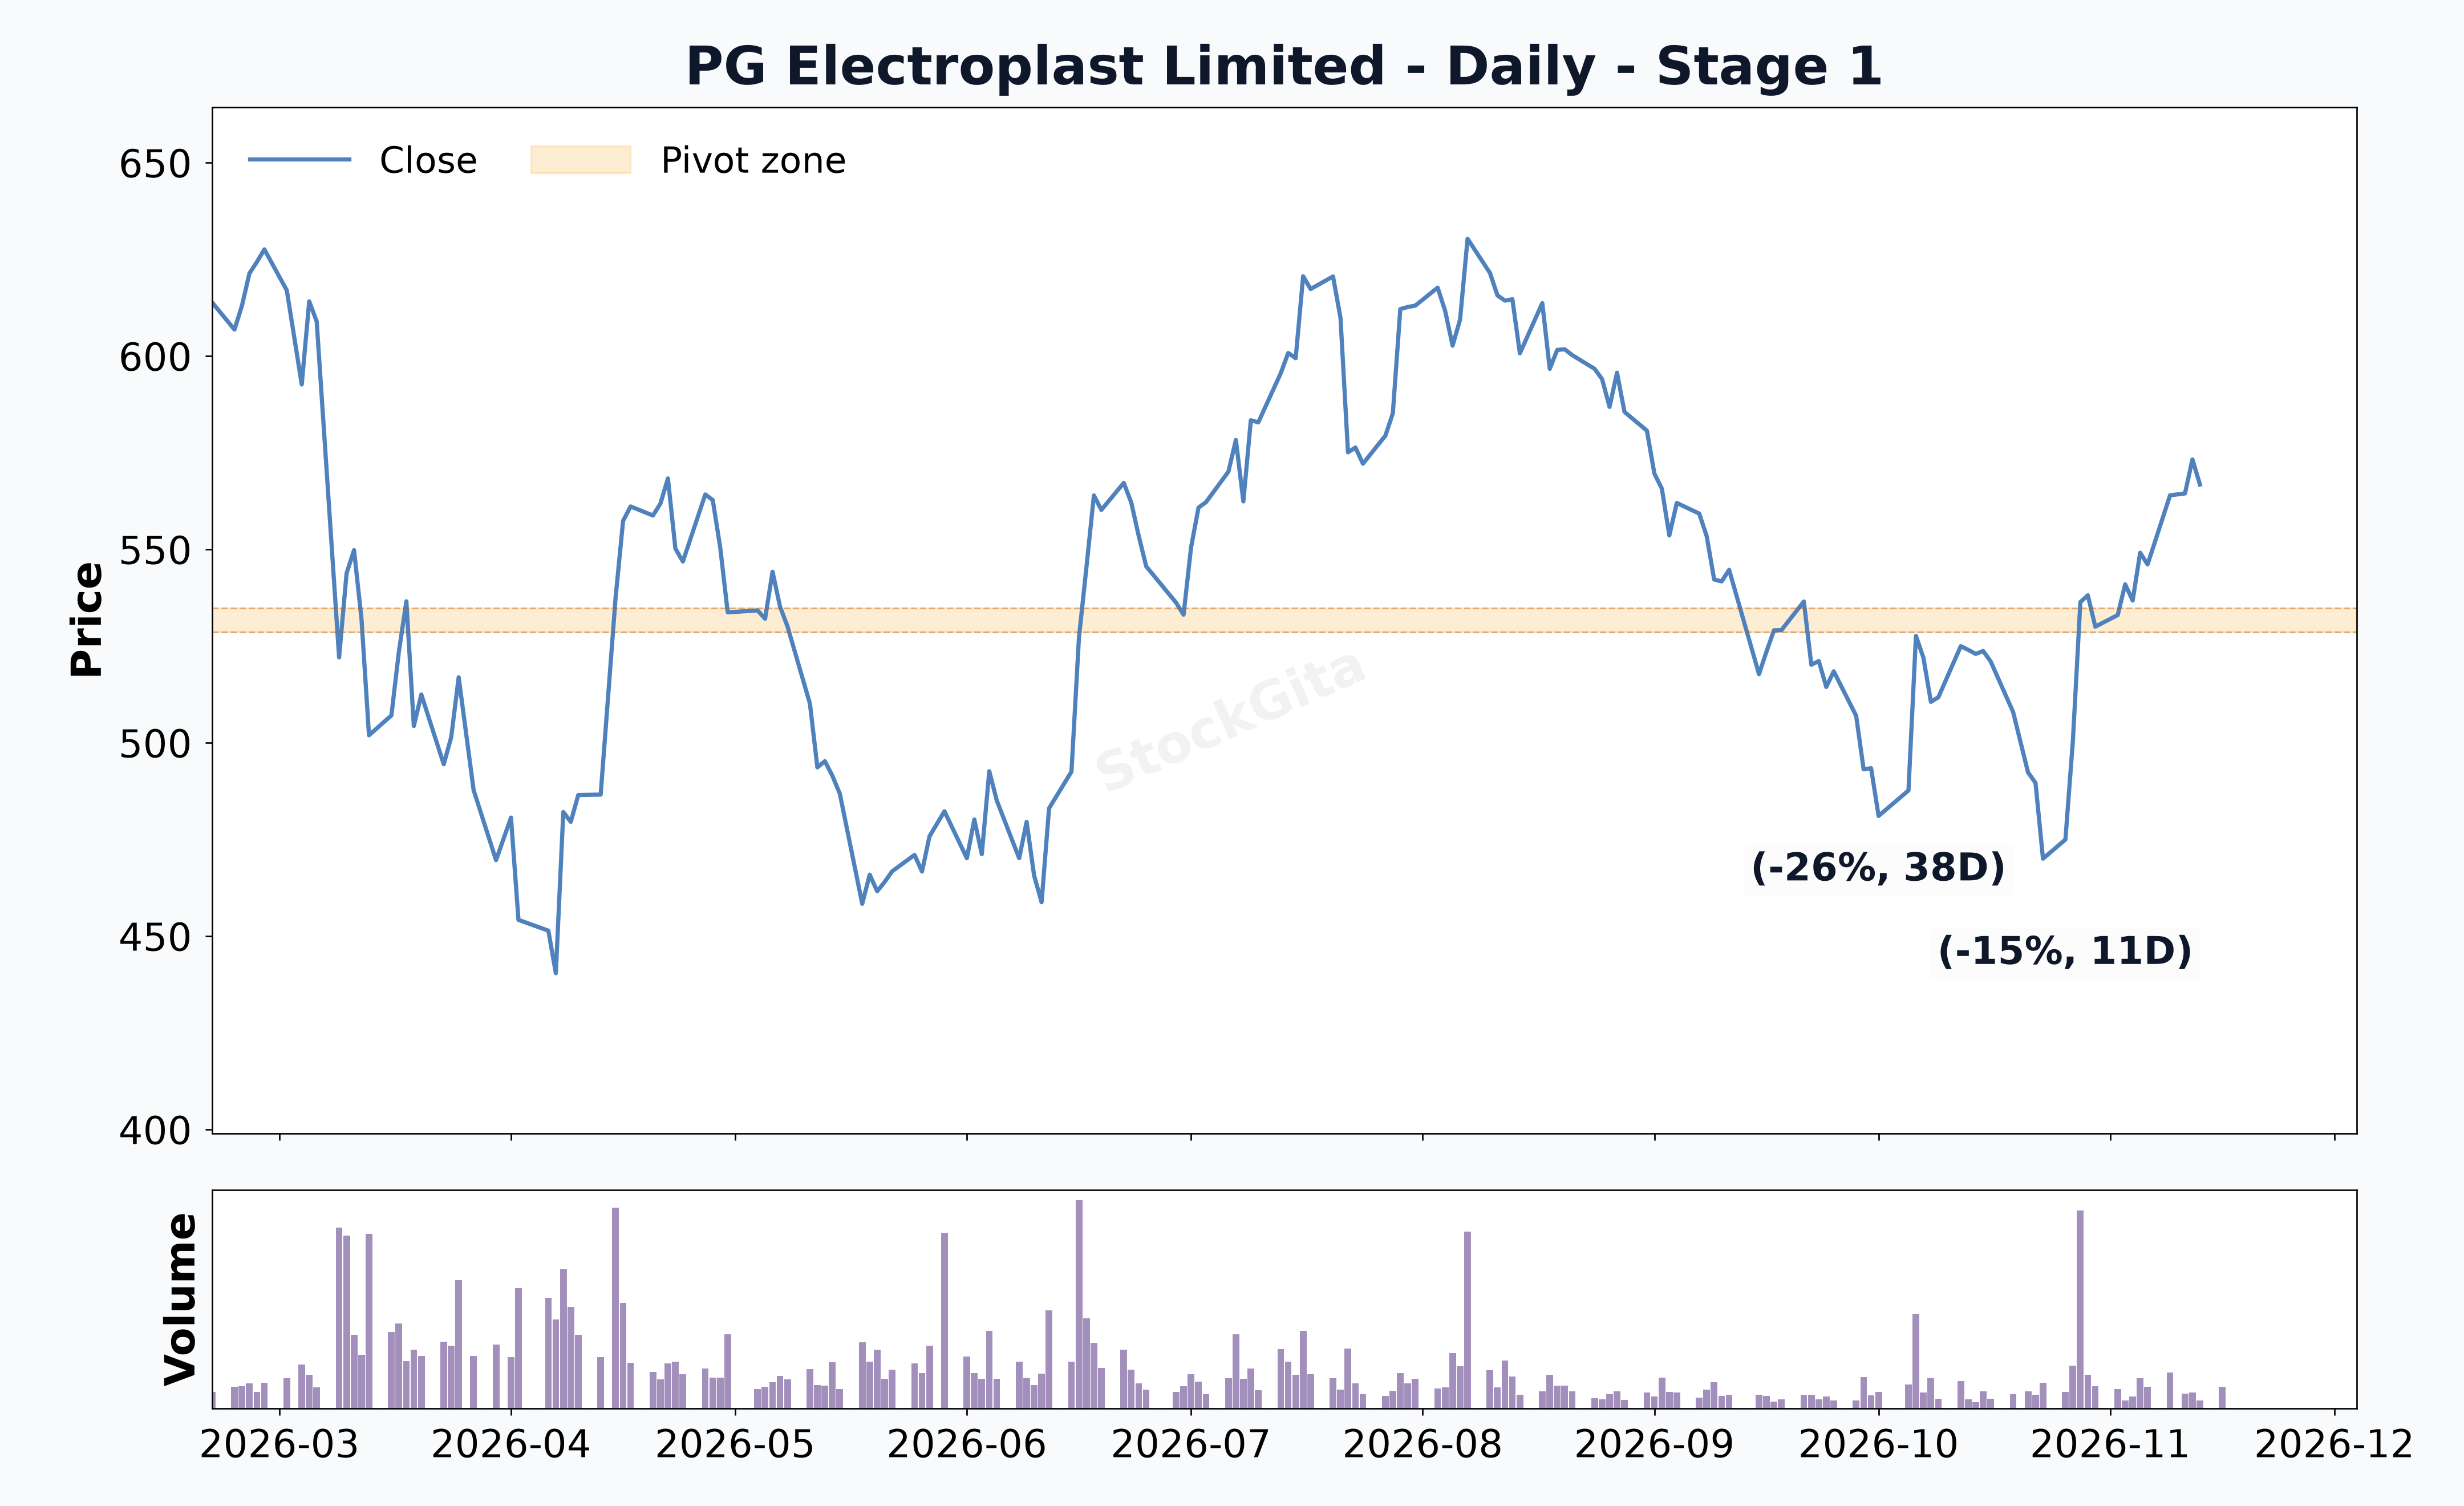 PG Electroplast Limited - Daily - Stage 1
Close
Pivot zone
650
600
550
500
450
400
Price
StockGita
(-26%, 38D)
(-15%, 11D)
Volume
2026-03
2026-04
2026-05
2026-06
2026-07
2026-08
2026-09
2026-10
2026-11
2026-12